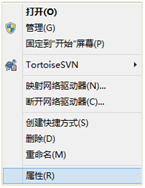 打开(O)
管理(G)
固定到“开始”屏幕(P)
TortoiseSVN
映射网络驱动器(N)...
断开网络驱动器(C)...
创建快捷方式(S)
删除(D)
重命名(M)
属性(R)